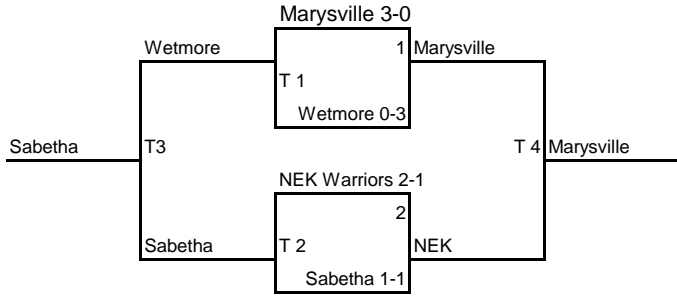 Marysville 3-0
Wetmore
1
Marysville
T 1
Wetmore 0-3
Sabetha
T3
T 4
Marysville
NEK Warriors 2-1
2
Sabetha
T 2
NEK
Sabetha 1-1